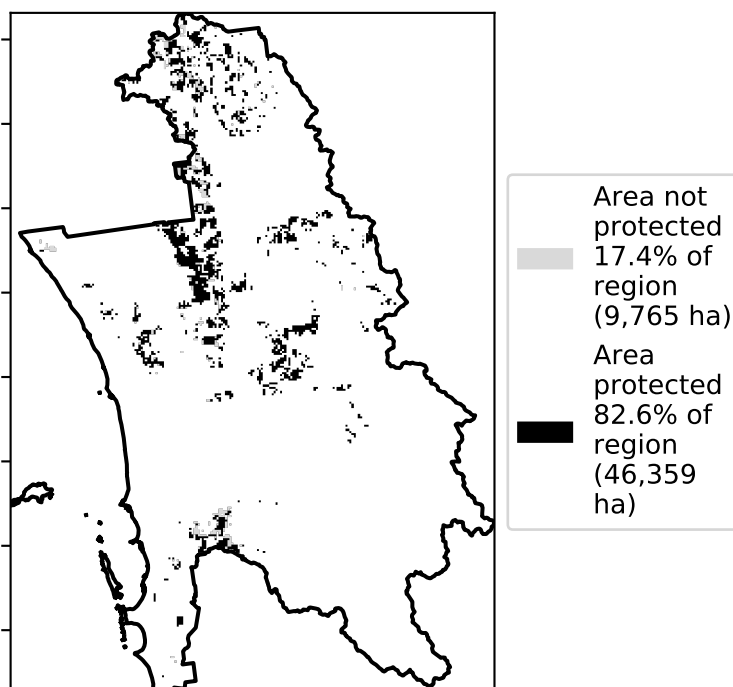 Area not
protected
17.4% of
region
(9,765 ha)
Area
protected
82.6% of
region
(46,359
ha)